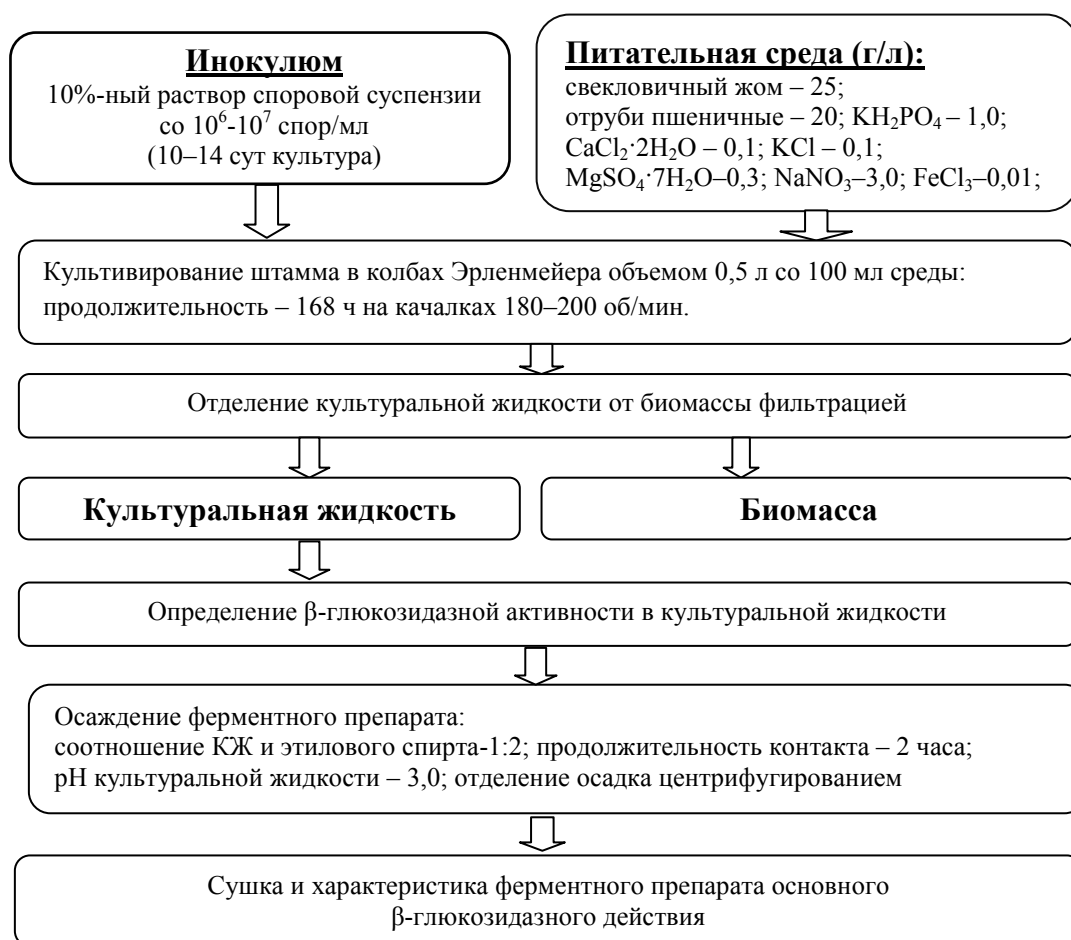 Инокулюм
10%-ный раствор споровой суспензии
со 10⁶-10⁷ спор/мл
(10–14 сут культура)
Питательная среда (г/л):
свекловичный жом – 25;
отруби пшеничные – 20; KH₂PO₄ – 1,0;
CaCl₂·2H₂O – 0,1; KCl – 0,1;
MgSO₄·7H₂O–0,3; NaNO₃–3,0; FeCl₃–0,01;
Культивирование штамма в колбах Эрленмейера объемом 0,5 л со 100 мл среды:
продолжительность – 168 ч на качалках 180–200 об/мин.
Отделение культуральной жидкости от биомассы фильтрацией
Культуральная жидкость
Биомасса
Определение β-глюкозидазной активности в культуральной жидкости
Осаждение ферментного препарата:
соотношение КЖ и этилового спирта-1:2; продолжительность контакта – 2 часа;
pH культуральной жидкости – 3,0; отделение осадка центрифугированием
Сушка и характеристика ферментного препарата основного
β-глюкозидазного действия